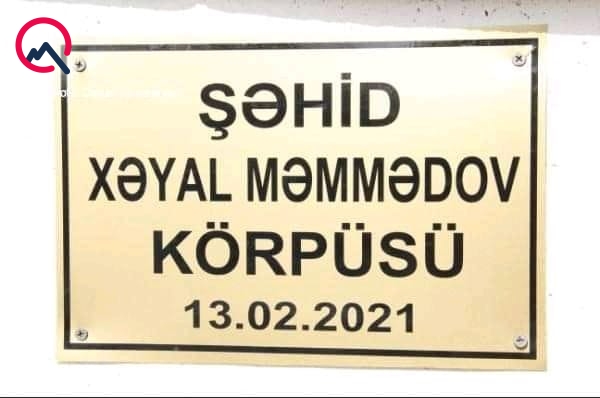 ŞƏHİD
XƏYAL MƏMMƏDOV
KÖRPÜSÜ
13.02.2021